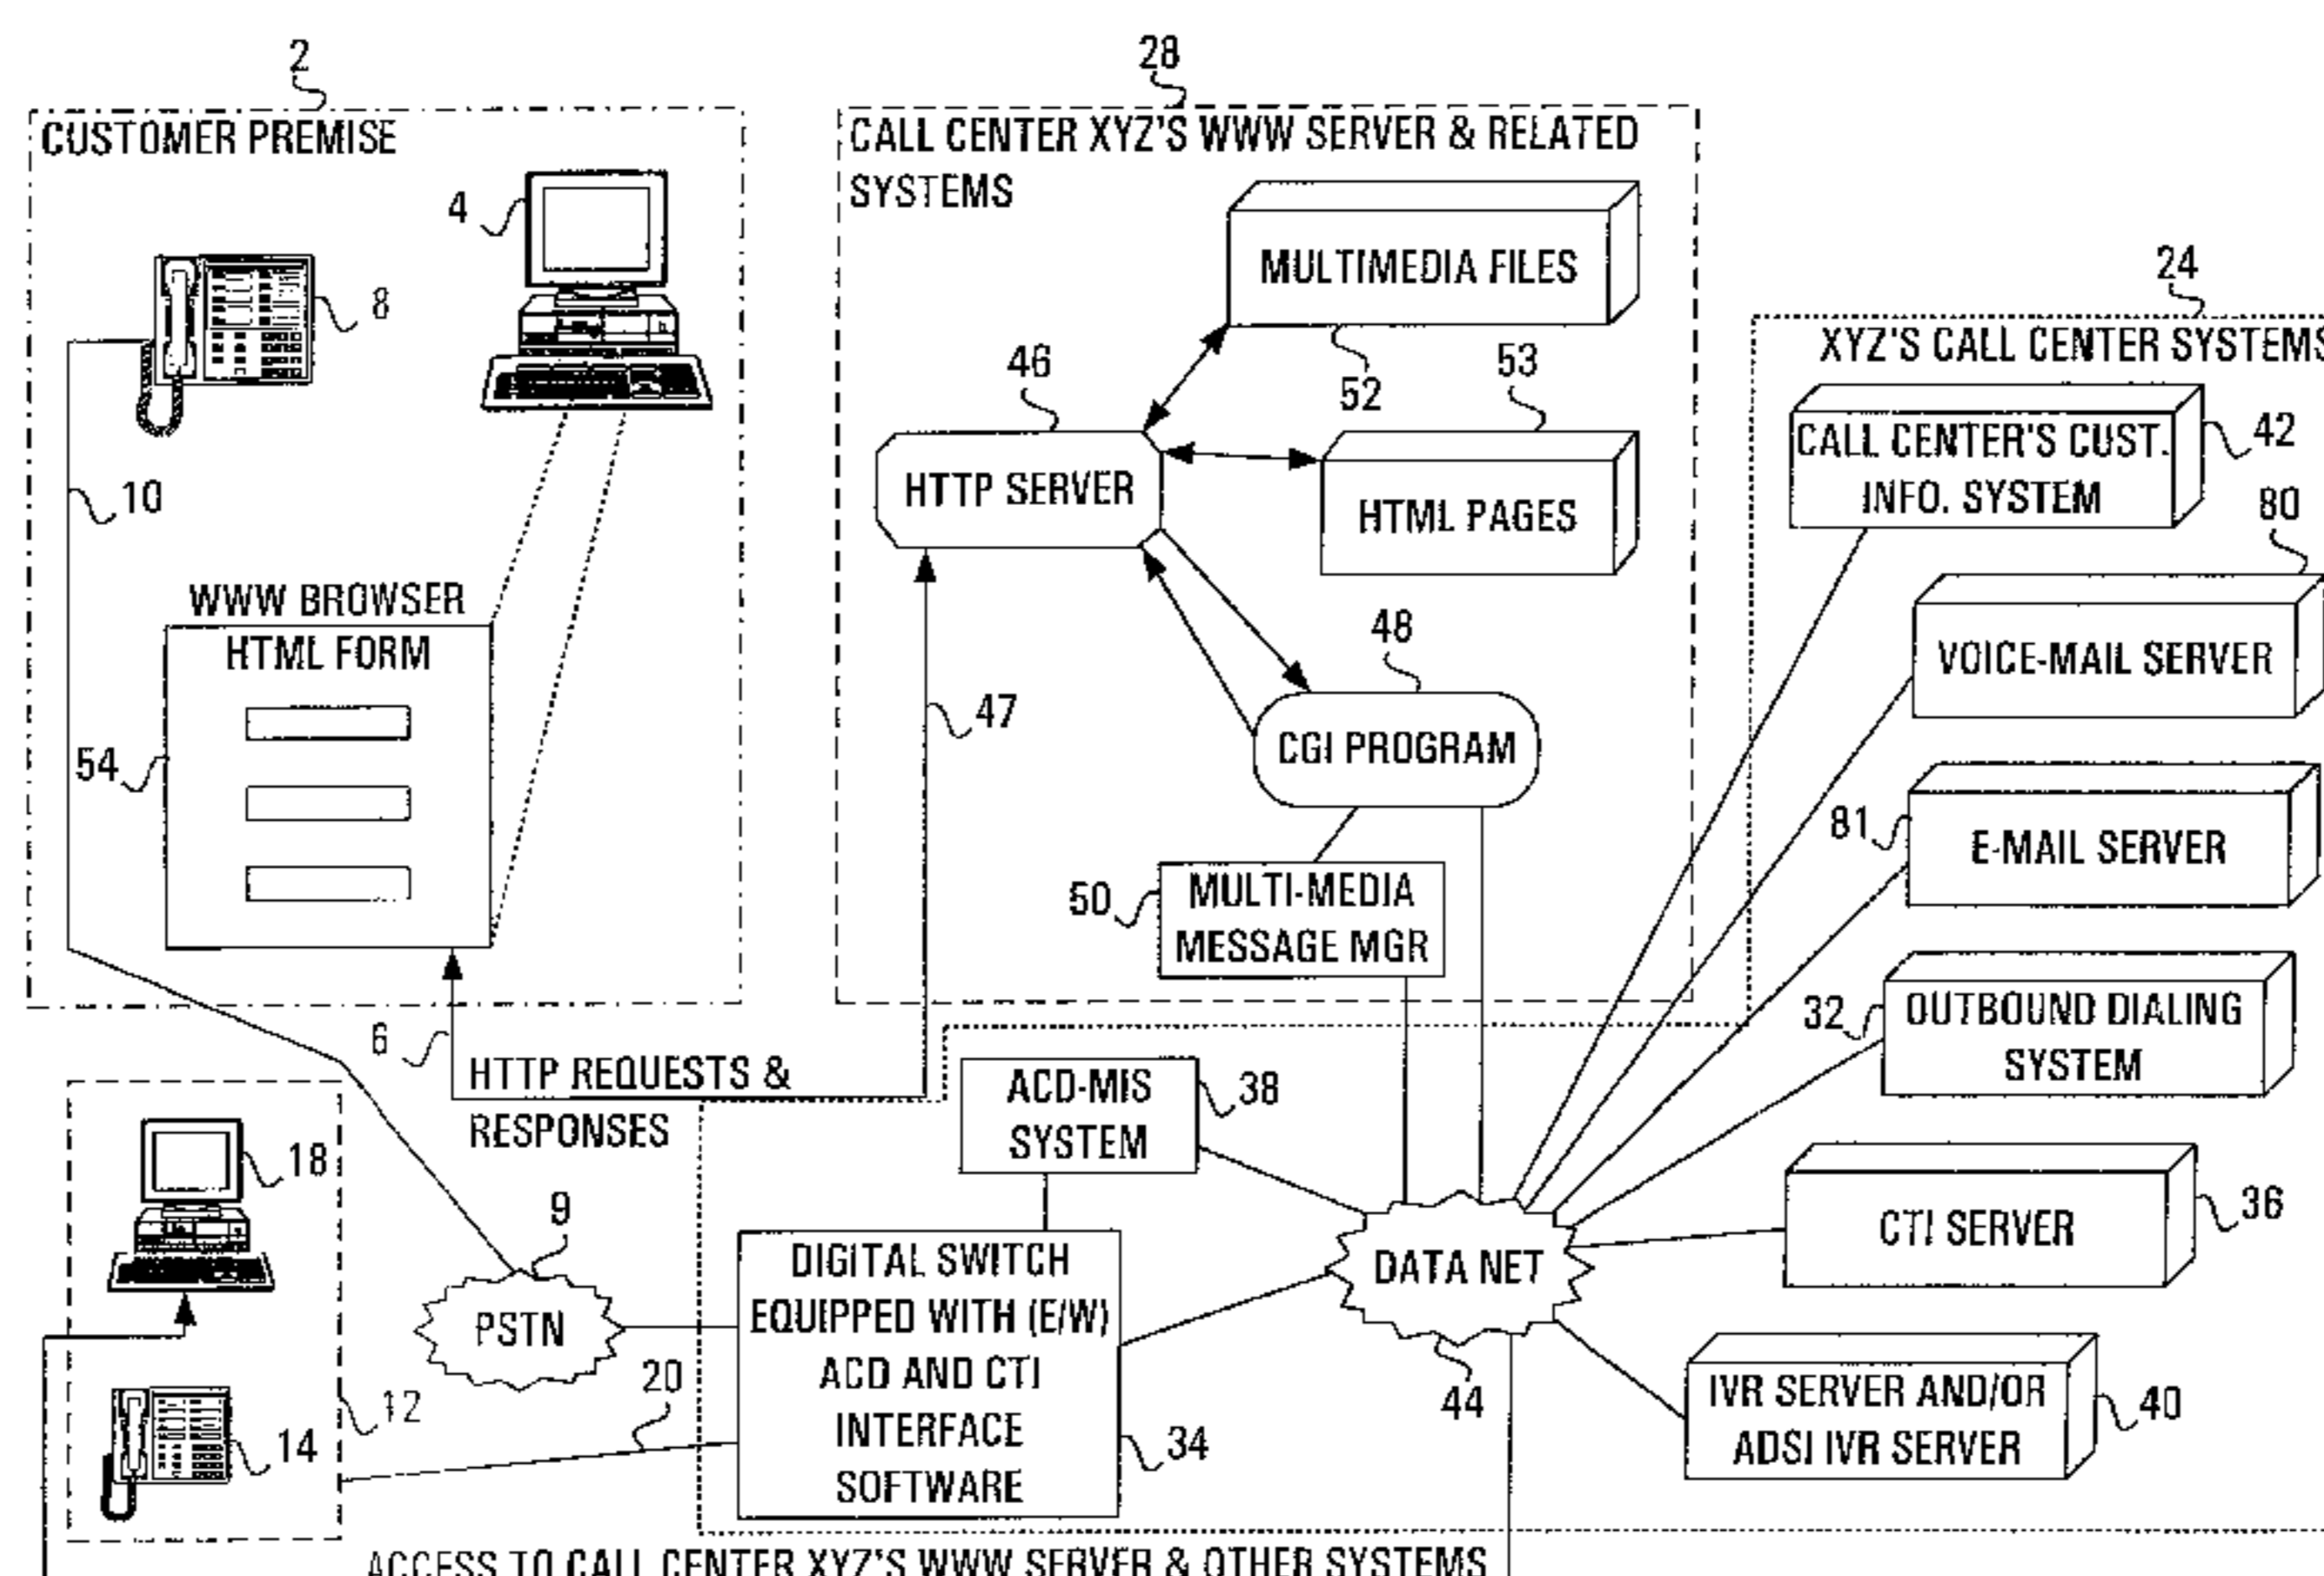 2
28
CUSTOMER PREMISE
CALL CENTER XYZ'S WWW SERVER & RELATED
SYSTEMS
4
8
MULTIMEDIA FILES
24
XYZ'S CALL CENTER SYSTEMS
46
52
53
CALL CENTER'S CUST.
INFO. SYSTEM
42
10
HTTP SERVER
HTML PAGES
80
WWW BROWSER
HTML FORM
48
VOICE-MAIL SERVER
47
54
CGI PROGRAM
81
E-MAIL SERVER
50
MULTI-MEDIA
MESSAGE MGR
32
OUTBOUND DIALING
SYSTEM
6
HTTP REQUESTS &
RESPONSES
ACD-MIS
SYSTEM
38
18
9
PSTN
DIGITAL SWITCH
EQUIPPED WITH (E/W)
ACD AND CTI
INTERFACE
SOFTWARE
DATA NET
CTI SERVER
36
20
12
14
34
44
IVR SERVER AND/OR
ADSI IVR SERVER
40
ACCESS TO CALL CENTER XYZ'S WWW SERVER & OTHER SYSTEMS